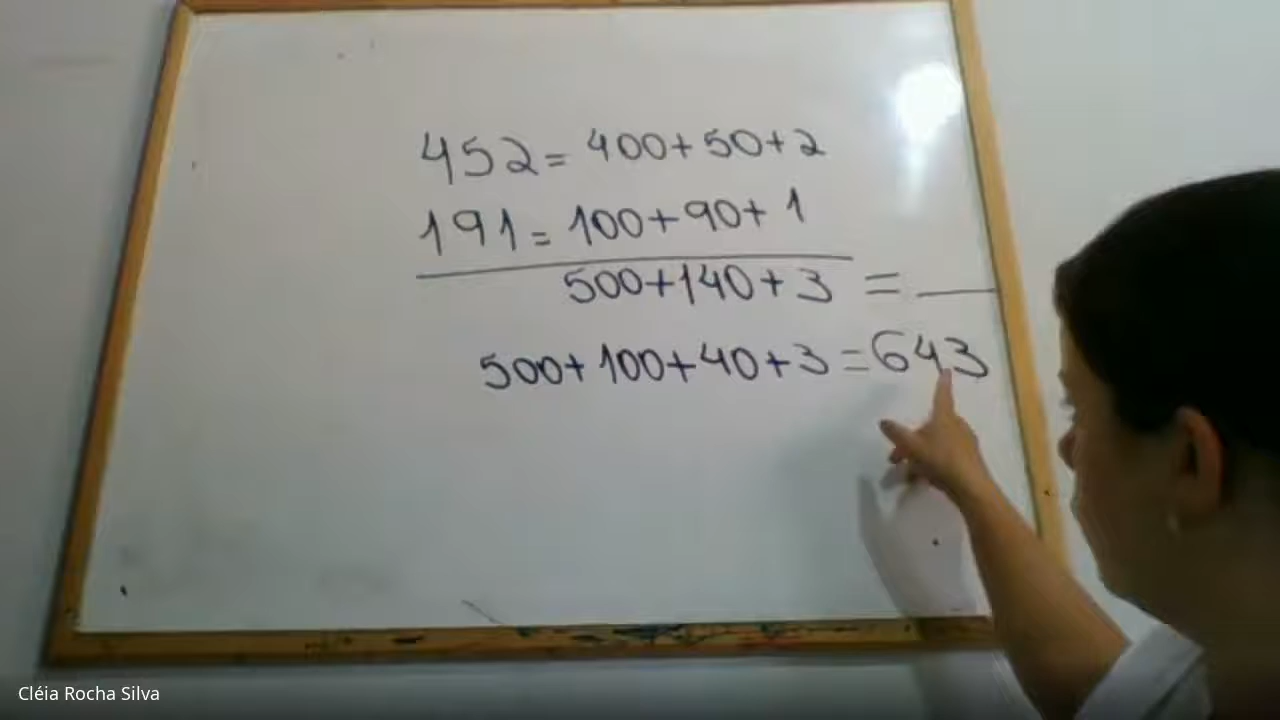 452 = 400 + 50 + 2
191 = 100 + 90 + 1
500 + 140 + 3 = ___
500 + 100 + 40 + 3 = 643
Cléia Rocha Silva